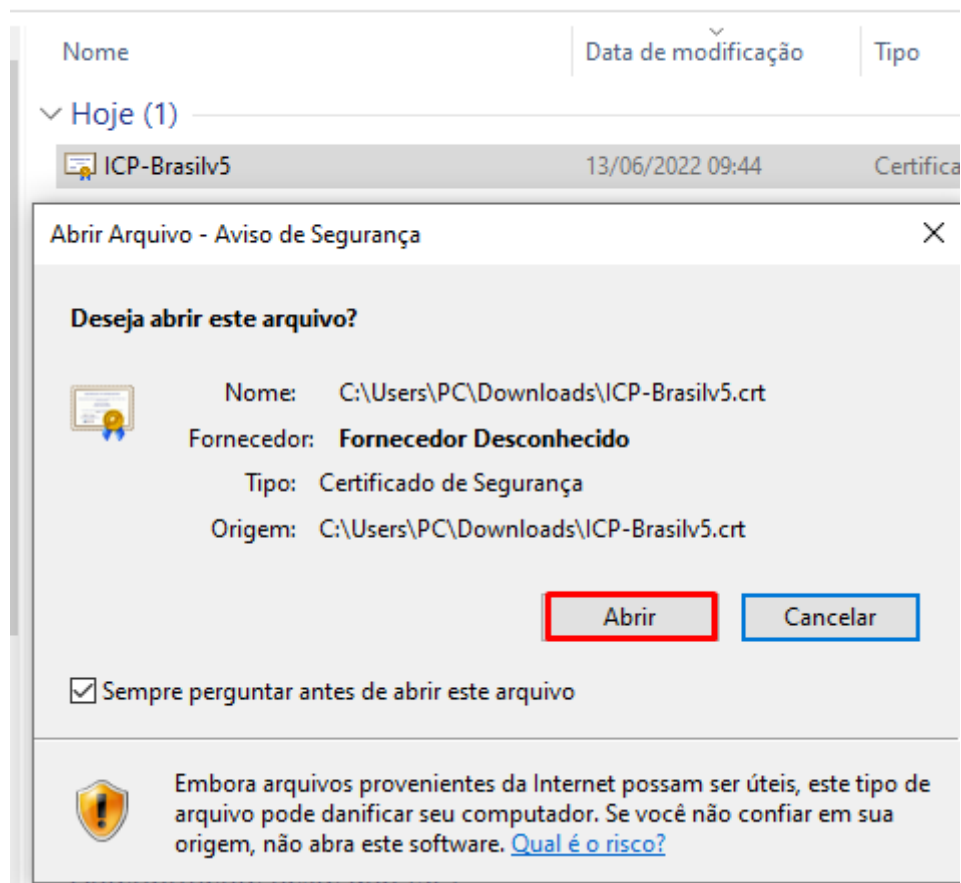 Nome Data de modificação Tipo
Hoje (1)
ICP-Brasilv5 13/06/2022 09:44 Certifica
Abrir Arquivo - Aviso de Segurança
Deseja abrir este arquivo?
Nome: C:\Users\PC\Downloads\ICP-Brasilv5.crt
Fornecedor: Fornecedor Desconhecido
Tipo: Certificado de Segurança
Origem: C:\Users\PC\Downloads\ICP-Brasilv5.crt
Abrir Cancelar
Sempre perguntar antes de abrir este arquivo
Embora arquivos provenientes da Internet possam ser úteis, este tipo de
arquivo pode danificar seu computador. Se você não confiar em sua
origem, não abra este software. Qual é o risco?